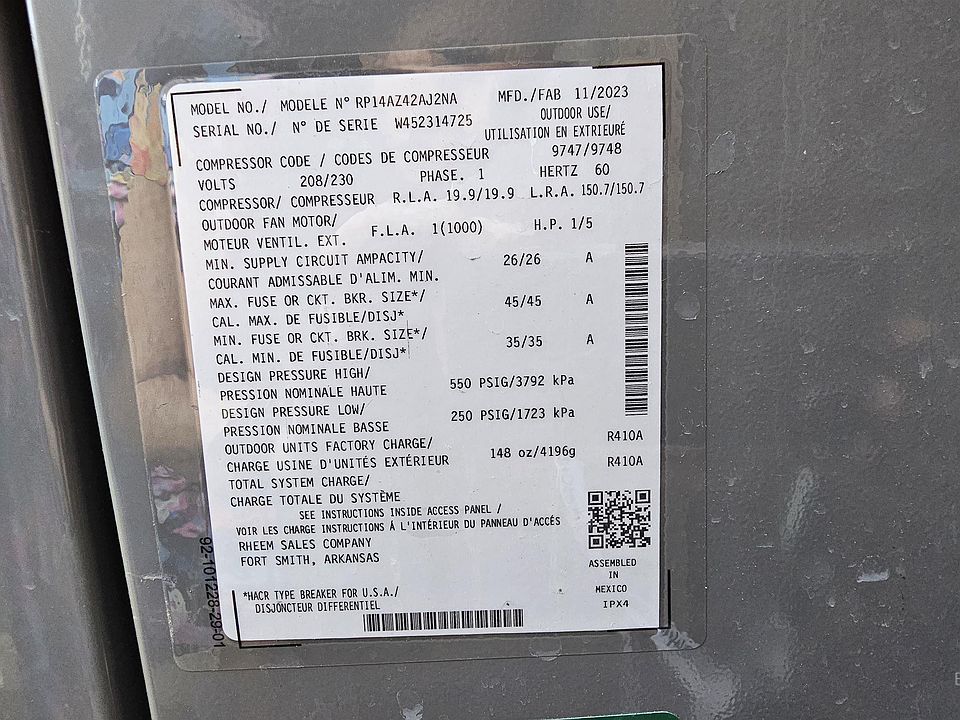 MODEL NO./ MODELE N° RP14AZ42AJ2NA MFD./FAB 11/2023
SERIAL NO./ N° DE SERIE W452314725 OUTDOOR USE/
UTILISATION EN EXTRIEURÉ
COMPRESSOR CODE / CODES DE COMPRESSEUR 9747/9748
VOLTS 208/230 PHASE. 1 HERTZ 60
COMPRESSOR/ COMPRESSEUR R.L.A. 19.9/19.9 L.R.A. 150.7/150.7
OUTDOOR FAN MOTOR/
MOTEUR VENTIL. EXT. F.L.A. 1(1000) H.P. 1/5
MIN. SUPPLY CIRCUIT AMPACITY/ 26/26 A
COURANT ADMISSABLE D'ALIM. MIN.
MAX. FUSE OR CKT. BKR. SIZE*/ 45/45 A
CAL. MAX. DE FUSIBLE/DISJ*
MIN. FUSE OR CKT. BRK. SIZE*/ 35/35 A
CAL. MIN. DE FUSIBLE/DISJ*
DESIGN PRESSURE HIGH/
PRESSION NOMINALE HAUTE 550 PSIG/3792 kPa
DESIGN PRESSURE LOW/
PRESSION NOMINALE BASSE 250 PSIG/1723 kPa
OUTDOOR UNITS FACTORY CHARGE/ R410A
CHARGE USINE D'UNITÉS EXTÉRIEUR 148 oz/4196g R410A
TOTAL SYSTEM CHARGE/
CHARGE TOTALE DU SYSTÈME
SEE INSTRUCTIONS INSIDE ACCESS PANEL /
VOIR LES CHARGE INSTRUCTIONS À L'INTÉRIEUR DU PANNEAU D'ACCÉS
RHEEM SALES COMPANY
FORT SMITH, ARKANSAS
ASSEMBLED
IN
MEXICO
IPX4
*HACR TYPE BREAKER FOR U.S.A./
DISJONCTEUR DIFFERENTIEL
92-101228-29-01